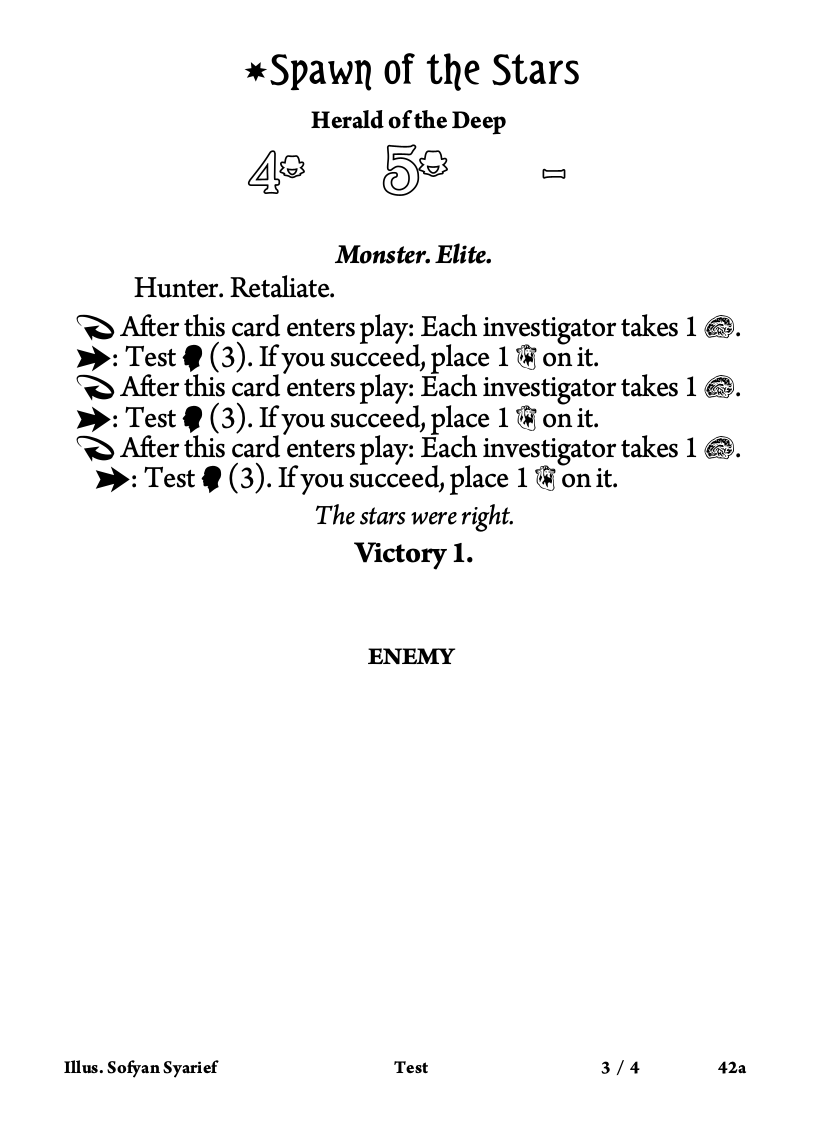 Spawn of the Stars
Herald of the Deep
4 5 –
Monster. Elite.
Hunter. Retaliate.
After this card enters play: Each investigator takes 1 .
: Test (3). If you succeed, place 1 on it.
After this card enters play: Each investigator takes 1 .
: Test (3). If you succeed, place 1 on it.
After this card enters play: Each investigator takes 1 .
: Test (3). If you succeed, place 1 on it.
The stars were right.
Victory 1.
ENEMY
Illus. Sofyan Syarief Test 3 / 4 42a